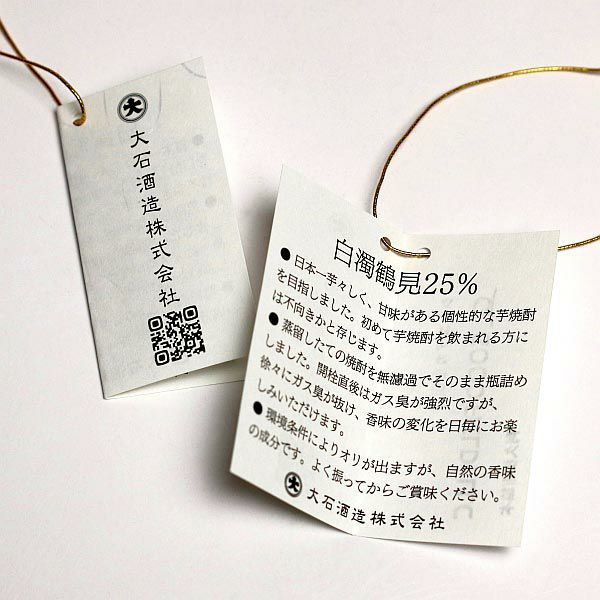 大
大石酒造株式会社
白濁鶴見25%
● 日本一芋々しく、甘味がある個性的な芋焼酎
を目指しました。初めて芋焼酎を飲まれる方に
は不向きかと存じます。
● 蒸留したての焼酎を無濾過でそのまま瓶詰め
しました。開栓直後はガス臭が強烈ですが、
徐々にガス臭が抜け、香味の変化を日毎にお楽
しみいただけます。
● 環境条件によりオリが出ますが、自然の香味
の成分です。よく振ってからご賞味ください。
大 大石酒造株式会社